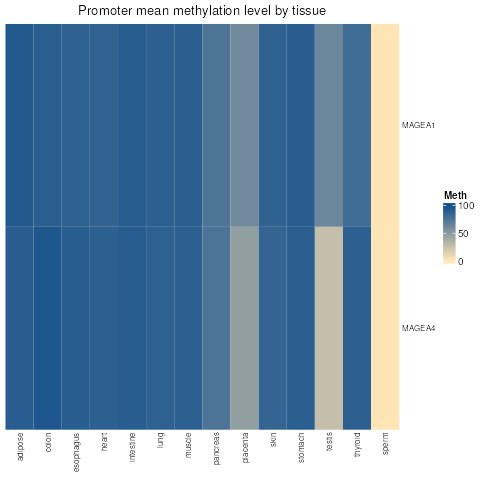 Promoter mean methylation level by tissue
MAGEA1
Meth
100
50
0
MAGEA4
adipose
colon
esophagus
heart
intestine
lung
muscle
pancreas
placenta
skin
stomach
testis
thyroid
sperm